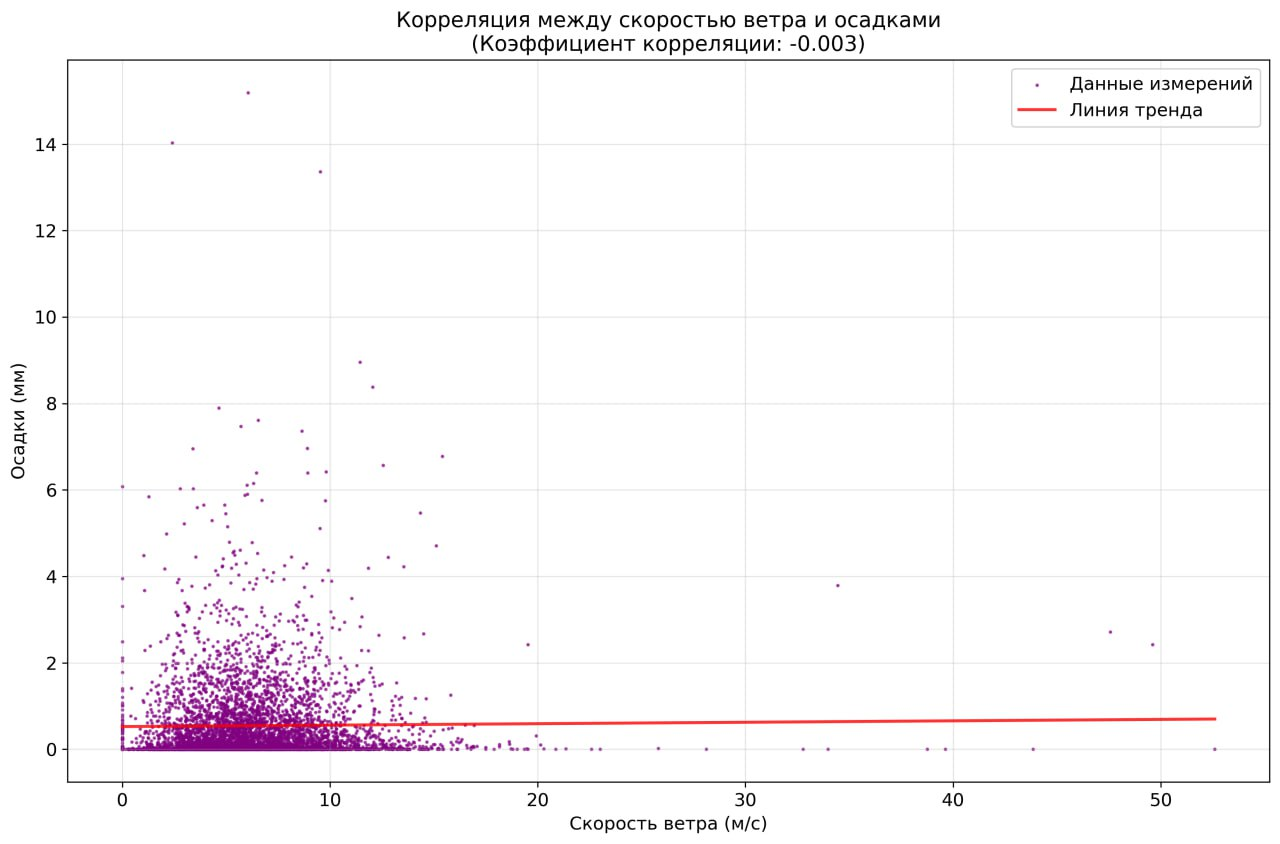 Корреляция между скоростью ветра и осадками
(Коэффициент корреляции: -0.003)
Данные измерений
Линия тренда
Осадки (мм)
14
12
10
8
6
4
2
0
0 10 20 30 40 50
Скорость ветра (м/с)